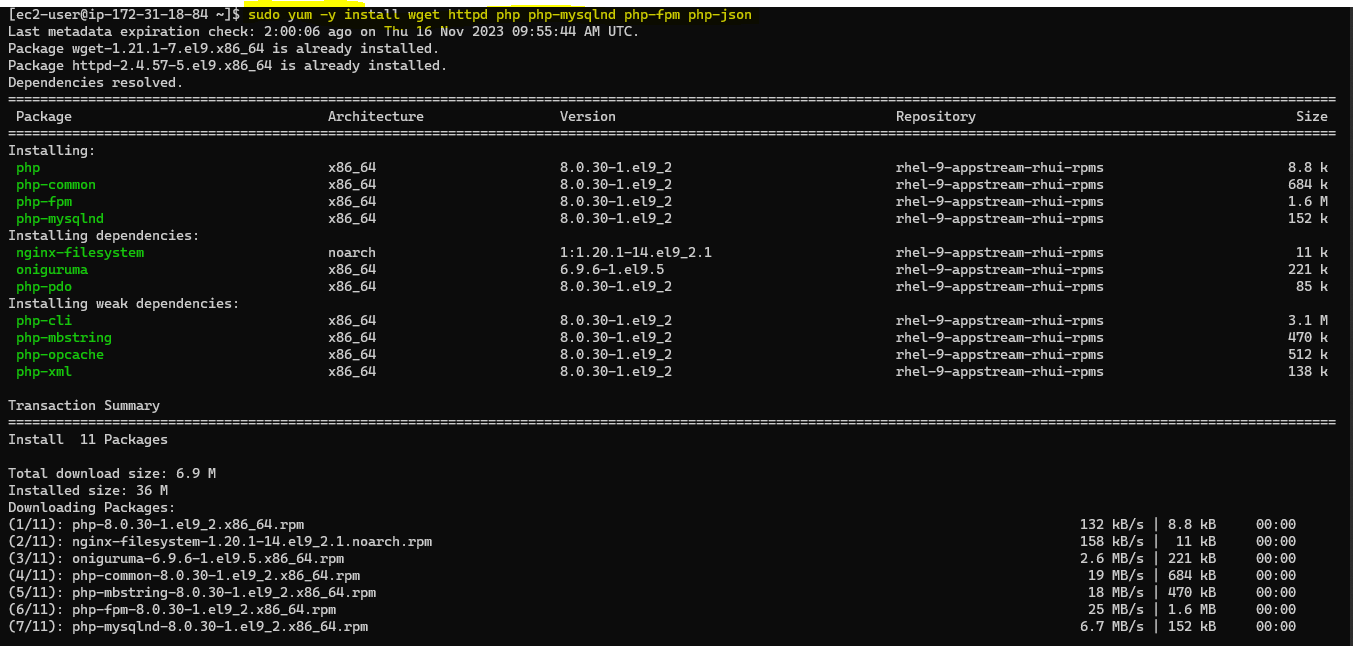 [ec2-user@ip-172-31-18-84 ~]$ sudo yum -y install wget httpd php php-mysqlnd php-fpm php-json
Last metadata expiration check: 2:00:06 ago on Thu 16 Nov 2023 09:55:44 AM UTC.
Package wget-1.21.1-7.el9.x86_64 is already installed.
Package httpd-2.4.57-5.el9.x86_64 is already installed.
Dependencies resolved.
================================================================================
Package Architecture Version Repository Size
================================================================================
Installing:
php x86_64 8.0.30-1.el9_2 rhel-9-appstream-rhui-rpms 8.8 k
php-common x86_64 8.0.30-1.el9_2 rhel-9-appstream-rhui-rpms 684 k
php-fpm x86_64 8.0.30-1.el9_2 rhel-9-appstream-rhui-rpms 1.6 M
php-mysqlnd x86_64 8.0.30-1.el9_2 rhel-9-appstream-rhui-rpms 152 k
Installing dependencies:
nginx-filesystem noarch 1:1.20.1-14.el9_2.1 rhel-9-appstream-rhui-rpms 11 k
oniguruma x86_64 6.9.6-1.el9.5 rhel-9-appstream-rhui-rpms 221 k
php-pdo x86_64 8.0.30-1.el9_2 rhel-9-appstream-rhui-rpms 85 k
Installing weak dependencies:
php-cli x86_64 8.0.30-1.el9_2 rhel-9-appstream-rhui-rpms 3.1 M
php-mbstring x86_64 8.0.30-1.el9_2 rhel-9-appstream-rhui-rpms 470 k
php-opcache x86_64 8.0.30-1.el9_2 rhel-9-appstream-rhui-rpms 512 k
php-xml x86_64 8.0.30-1.el9_2 rhel-9-appstream-rhui-rpms 138 k
Transaction Summary
================================================================================
Install 11 Packages
Total download size: 6.9 M
Installed size: 36 M
Downloading Packages:
(1/11): php-8.0.30-1.el9_2.x86_64.rpm 132 kB/s | 8.8 kB 00:00
(2/11): nginx-filesystem-1.20.1-14.el9_2.1.noarch.rpm 158 kB/s | 11 kB 00:00
(3/11): oniguruma-6.9.6-1.el9.5.x86_64.rpm 2.6 MB/s | 221 kB 00:00
(4/11): php-common-8.0.30-1.el9_2.x86_64.rpm 19 MB/s | 684 kB 00:00
(5/11): php-mbstring-8.0.30-1.el9_2.x86_64.rpm 18 MB/s | 470 kB 00:00
(6/11): php-fpm-8.0.30-1.el9_2.x86_64.rpm 25 MB/s | 1.6 MB 00:00
(7/11): php-mysqlnd-8.0.30-1.el9_2.x86_64.rpm 6.7 MB/s | 152 kB 00:00